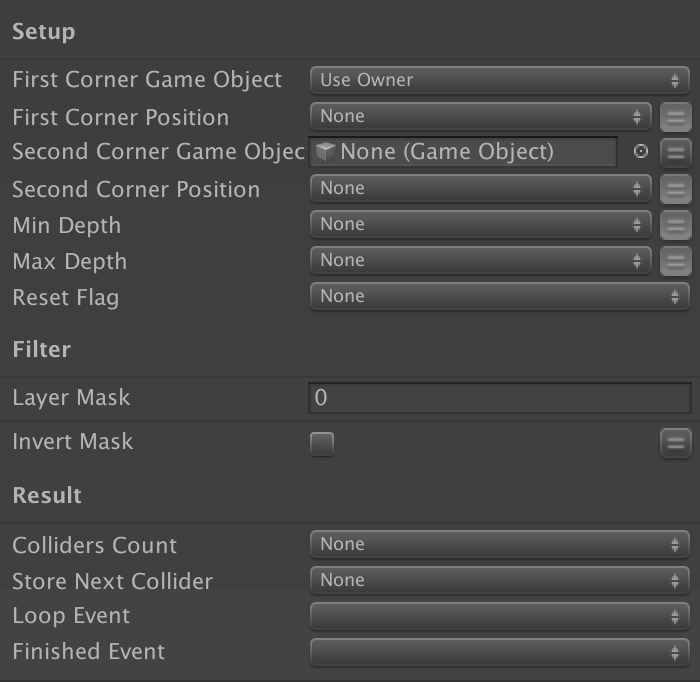 Setup
First Corner Game Object Use Owner
First Corner Position None
Second Corner Game Objec None (Game Object)
Second Corner Position None
Min Depth None
Max Depth None
Reset Flag None
Filter
Layer Mask 0
Invert Mask
Result
Colliders Count None
Store Next Collider None
Loop Event
Finished Event